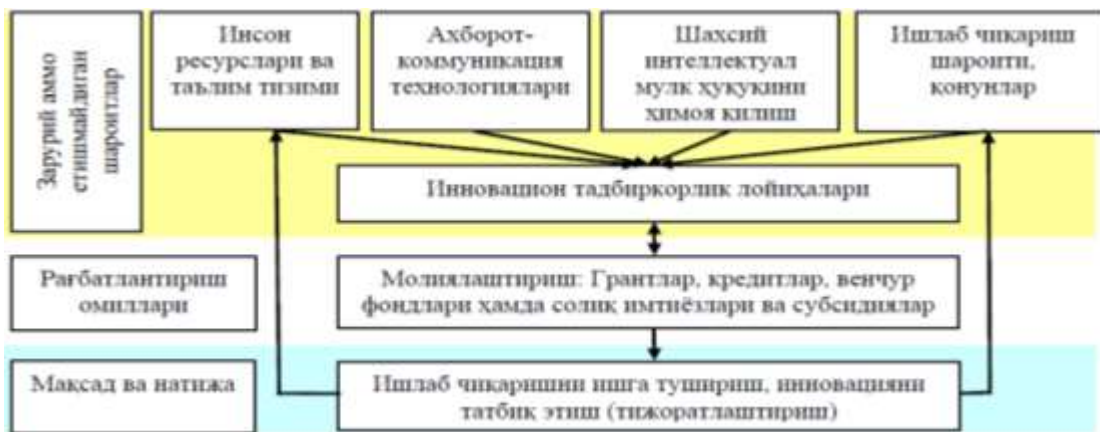 Зарурий аммо
етишмайдиган
шароитлар
Инсон
ресурслари ва
таълим тизими
Ахборот-
коммуникация
технологиялари
Шахсий
интеллектуал
мулк ҳуқуқини
ҳимоя қилиш
Ишлаб чиқариш
шароити,
қонунлар
Инновацион тадбиркорлик лойиҳалари
Рағбатлантириш
омиллари
Молиялаштириш: Грантлар, кредитлар, венчур
фондлари ҳамда солиқ имтиёзлари ва субсидиялар
Мақсад ва натижа
Ишлаб чиқаришни ишга тушириш, инновацияни
татбиқ этиш (тижоратлаштириш)